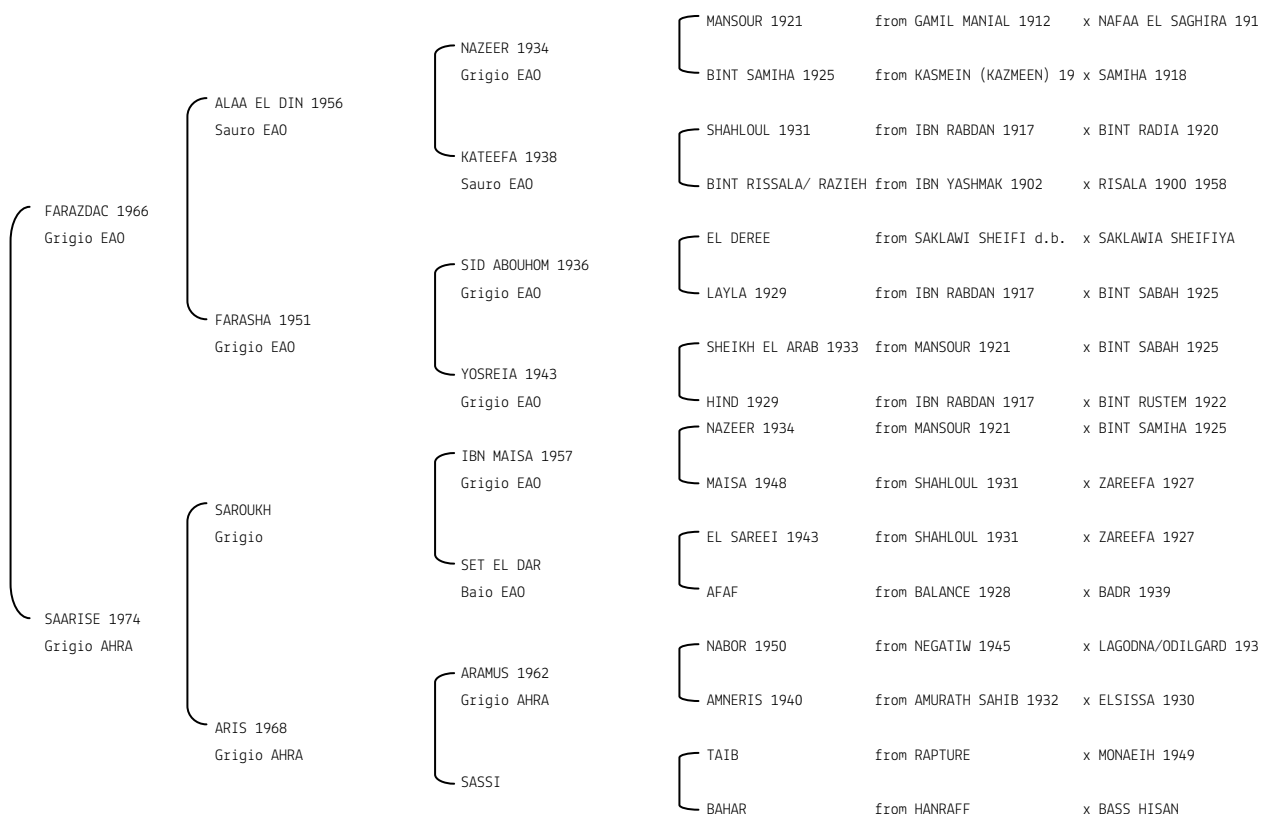 MANSOUR 1921 from GAMIL MANIAL 1912 x NAFAA EL SAGHIRA 191
NAZEER 1934
Grigio EAO BINT SAMIHA 1925 from KASMEIN (KAZMEEN) 19 x SAMIHA 1918
ALAA EL DIN 1956
Sauro EAO SHAHLOUL 1931 from IBN RABDAN 1917 x BINT RADIA 1920
KATEEFA 1938
Sauro EAO BINT RISSALA/ RAZIEH from IBN YASHMAK 1902 x RISALA 1900 1958
FARAZDAC 1966
Grigio EAO EL DEREE from SAKLAWI SHEIFI d.b. x SAKLAWIA SHEIFIYA
SID ABOUHOM 1936
Grigio EAO LAYLA 1929 from IBN RABDAN 1917 x BINT SABAH 1925
FARASHA 1951
Grigio EAO SHEIKH EL ARAB 1933 from MANSOUR 1921 x BINT SABAH 1925
YOSREIA 1943
Grigio EAO HIND 1929 from IBN RABDAN 1917 x BINT RUSTEM 1922
NAZEER 1934 from MANSOUR 1921 x BINT SAMIHA 1925
IBN MAISA 1957
Grigio EAO MAISA 1948 from SHAHLOUL 1931 x ZAREEFA 1927
SAROUKH
Grigio EL SAREEI 1943 from SHAHLOUL 1931 x ZAREEFA 1927
SET EL DAR
Baio EAO AFAF from BALANCE 1928 x BADR 1939
SAARISE 1974
Grigio AHRA NABOR 1950 from NEGATIW 1945 x LAGODNA/ODILGARD 193
ARAMUS 1962
Grigio AHRA AMNERIS 1940 from AMURATH SAHIB 1932 x ELSISSA 1930
ARIS 1968
Grigio AHRA TAIB from RAPTURE x MONAEIH 1949
SASSI
BAHAR from HANRAFF x BASS HISAN